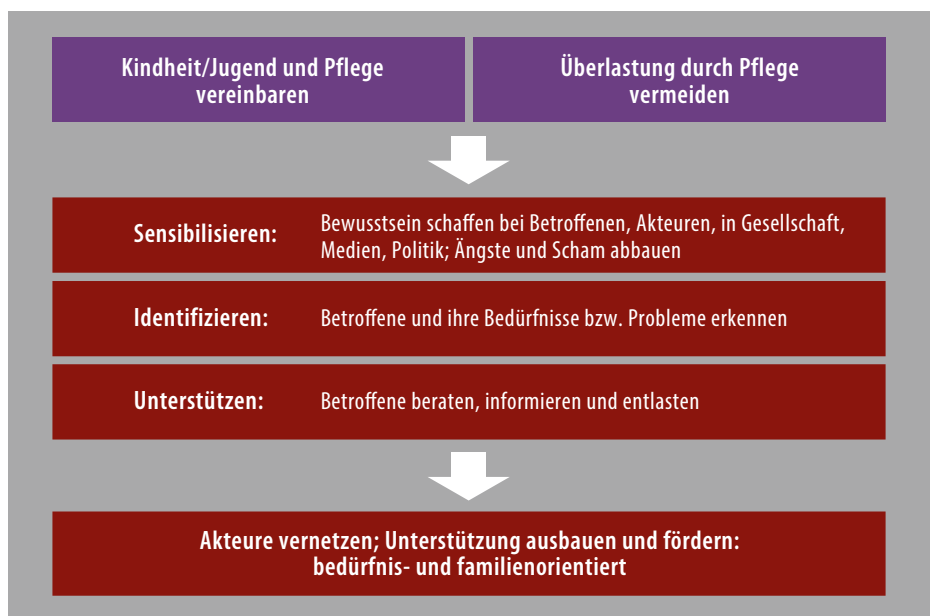 Kindheit/Jugend und Pflege
vereinbaren
Überlastung durch Pflege
vermeiden
Sensibilisieren:
Bewusstsein schaffen bei Betroffenen, Akteuren, in Gesellschaft,
Medien, Politik; Ängste und Scham abbauen
Identifizieren:
Betroffene und ihre Bedürfnisse bzw. Probleme erkennen
Unterstützen:
Betroffene beraten, informieren und entlasten
Akteure vernetzen; Unterstützung ausbauen und fördern:
bedürfnis- und familienorientiert